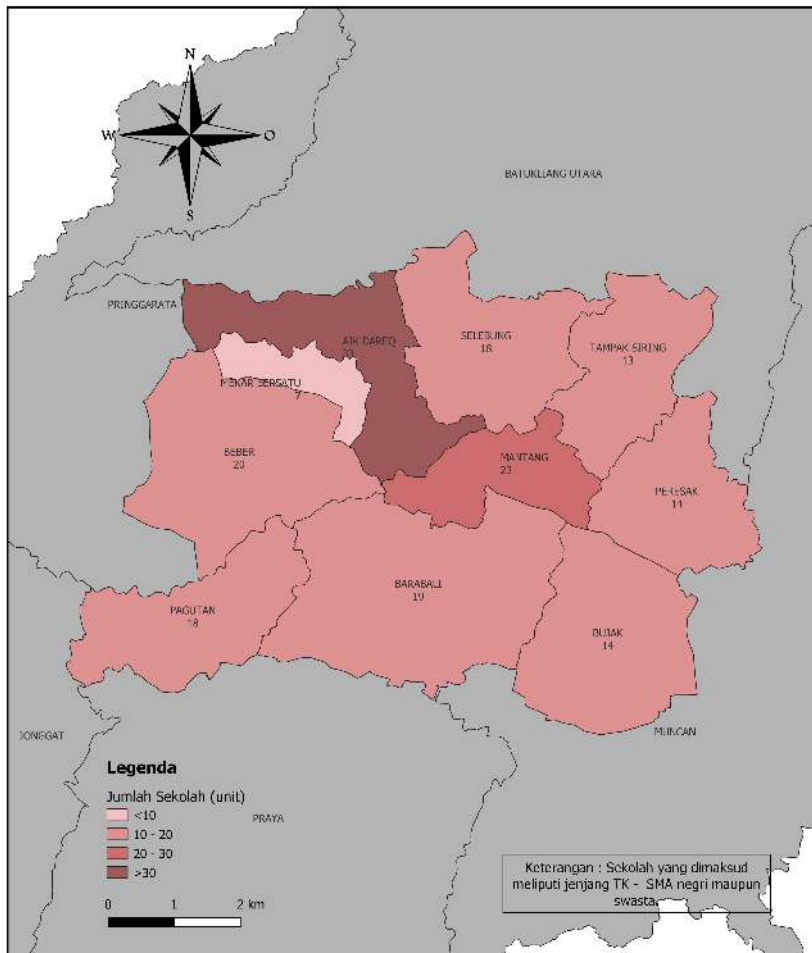 N
W
O
S
BATUKLIANG UTARA
PRINGGARATA
AIK DAREQ
33
SELEBUNG
18
TAMPAK SIRING
13
MEKAR BERSATU
7
BEBER
20
MANTANG
23
PERESAK
14
BARABALI
19
PAGUTAN
18
BUJAK
14
JONGGAT
MUNCAN
Legenda
Jumlah Sekolah (unit)
<10
10 - 20
20 - 30
>30
PRAYA
0 1 2 km
Keterangan : Sekolah yang dimaksud
meliputi jenjang TK - SMA negri maupun
swasta.